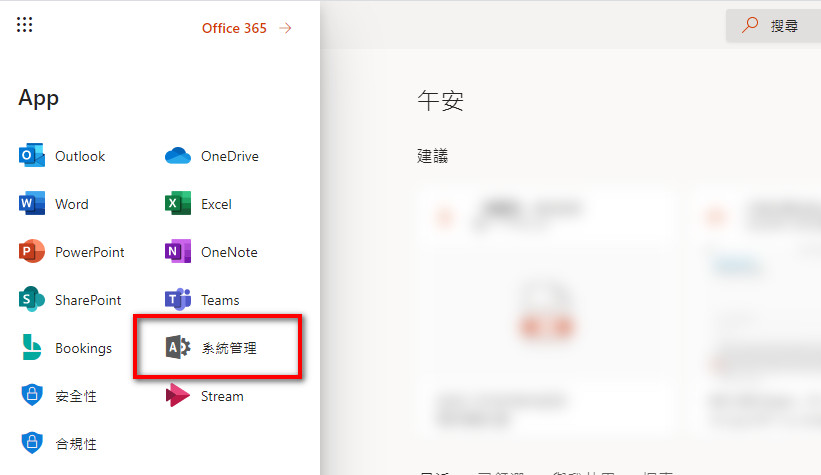 Office 365 →
搜尋
App
午安
Outlook
OneDrive
建議
Word
Excel
PowerPoint
OneNote
SharePoint
Teams
Bookings
系統管理
安全性
Stream
合規性